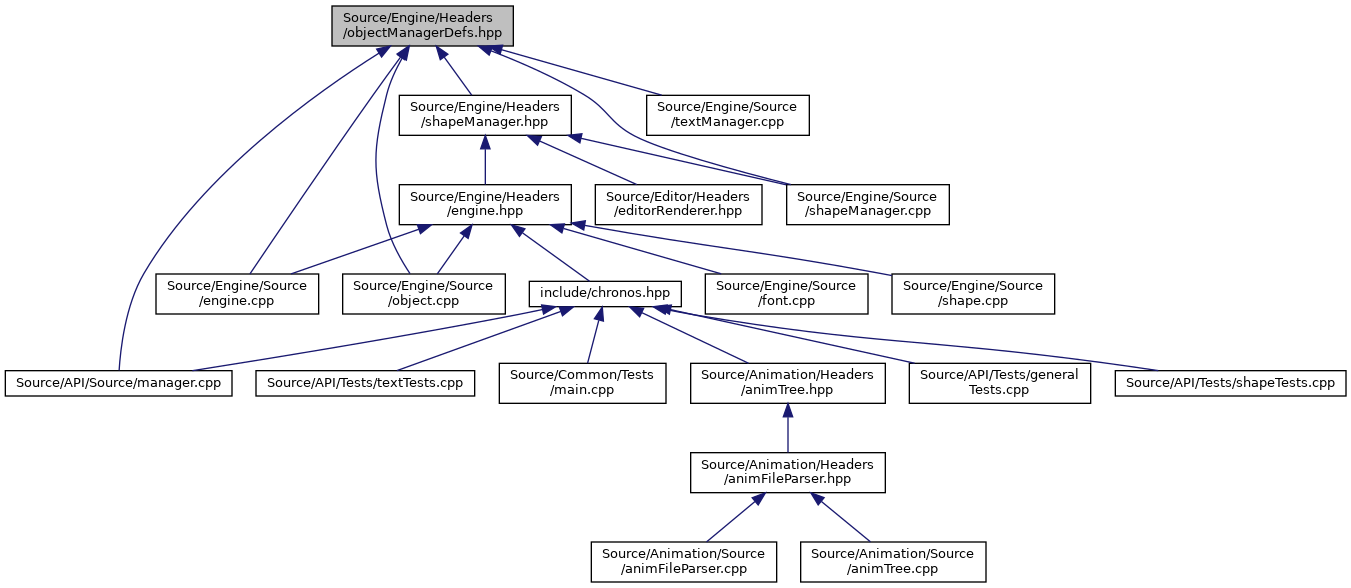 Source/Engine/Headers
/objectManagerDefs.hpp
Source/Engine/Headers
/shapeManager.hpp
Source/Engine/Source
/textManager.cpp
Source/Engine/Headers
/engine.hpp
Source/Editor/Headers
/editorRenderer.hpp
Source/Engine/Source
/shapeManager.cpp
Source/Engine/Source
/engine.cpp
Source/Engine/Source
/object.cpp
include/chronos.hpp
Source/Engine/Source
/font.cpp
Source/Engine/Source
/shape.cpp
Source/API/Source/manager.cpp
Source/API/Tests/textTests.cpp
Source/Common/Tests
/main.cpp
Source/Animation/Headers
/animTree.hpp
Source/API/Tests/general
Tests.cpp
Source/API/Tests/shapeTests.cpp
Source/Animation/Headers
/animFileParser.hpp
Source/Animation/Source
/animFileParser.cpp
Source/Animation/Source
/animTree.cpp